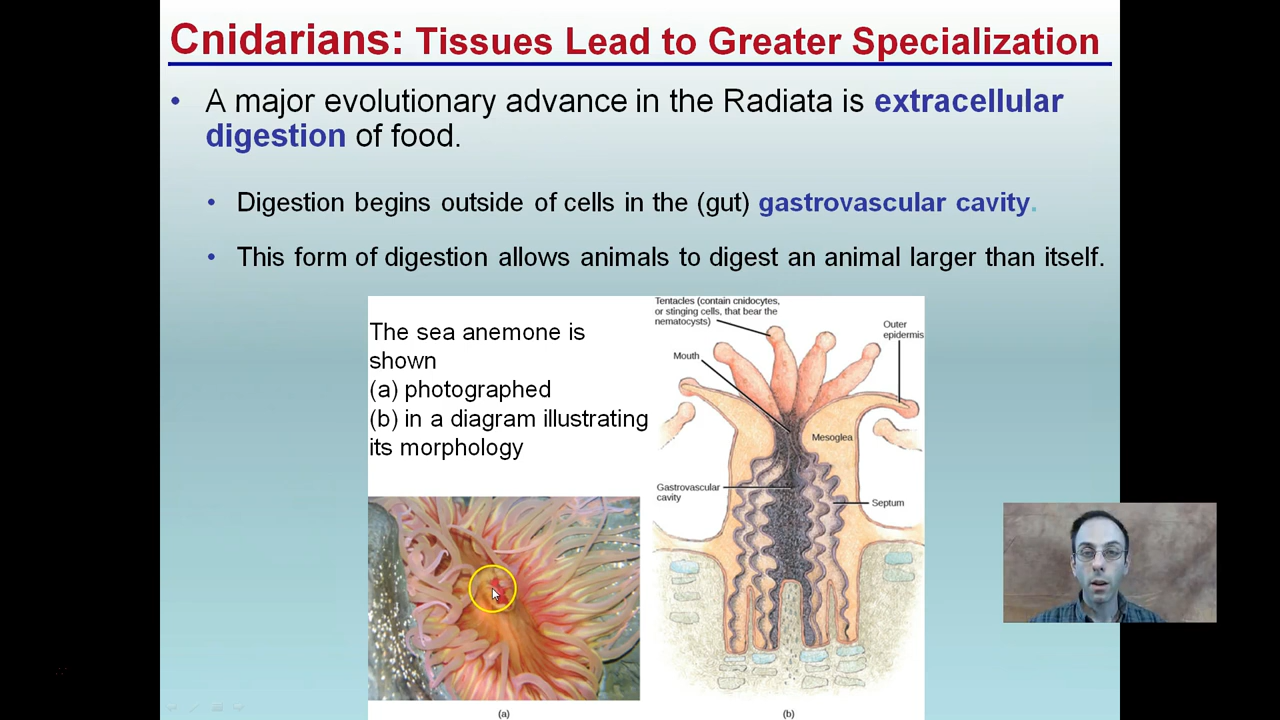 Cnidarians: Tissues Lead to Greater Specialization
• A major evolutionary advance in the Radiata is extracellular
digestion of food.
• Digestion begins outside of cells in the (gut) gastrovascular cavity.
• This form of digestion allows animals to digest an animal larger than itself.
The sea anemone is
shown
(a) photographed
(b) in a diagram illustrating
its morphology
Tentacles (contain cnidocytes,
or stinging cells, that bear the
nematocysts)
Outer
epidermis
Mouth
Mesoglea
Gastrovascular
cavity
Septum
(a)
(b)